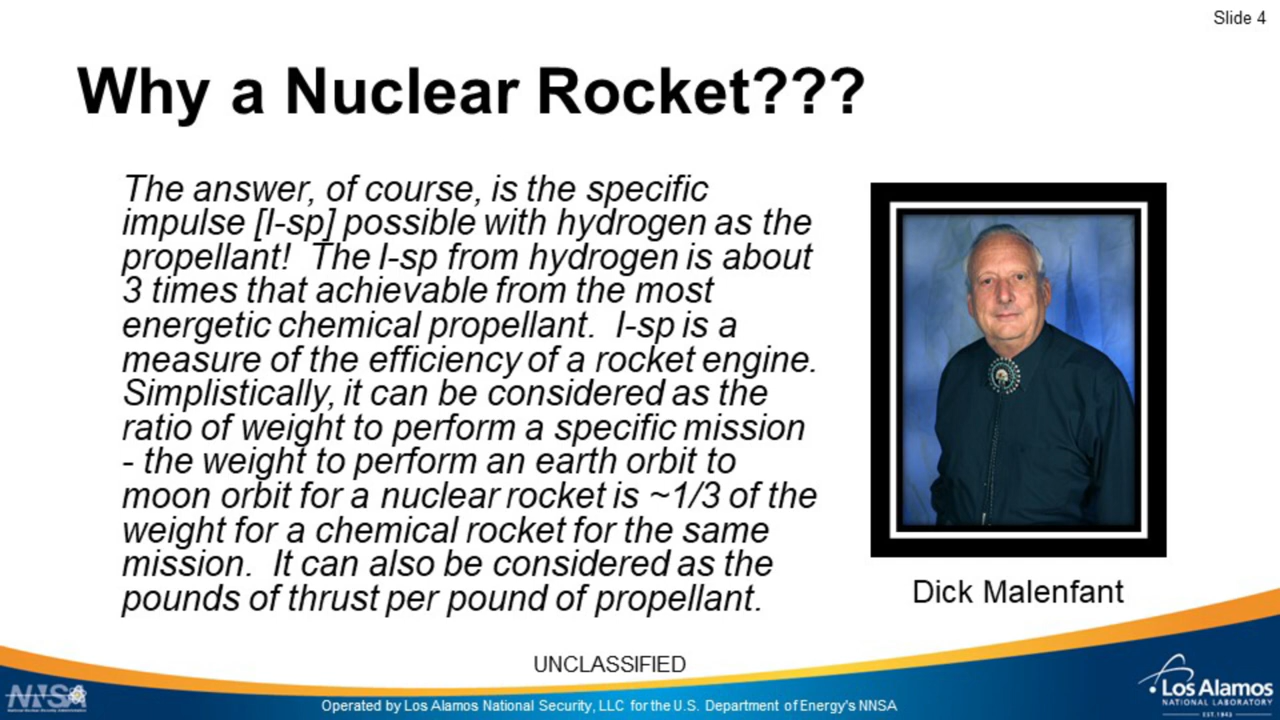 Slide 4
Why a Nuclear Rocket???
The answer, of course, is the specific
impulse [I-sp] possible with hydrogen as the
propellant!  The I-sp from hydrogen is about
3 times that achievable from the most
energetic chemical propellant.  I-sp is a
measure of the efficiency of a rocket engine.
Simplistically, it can be considered as the
ratio of weight to perform a specific mission
- the weight to perform an earth orbit to
moon orbit for a nuclear rocket is ~1/3 of the
weight for a chemical rocket for the same
mission.  It can also be considered as the
pounds of thrust per pound of propellant.
Dick Malenfant
UNCLASSIFIED
NNSA
National Nuclear Security Administration
Operated by Los Alamos National Security, LLC for the U.S. Department of Energy's NNSA
Los Alamos
NATIONAL LABORATORY
EST. 1943